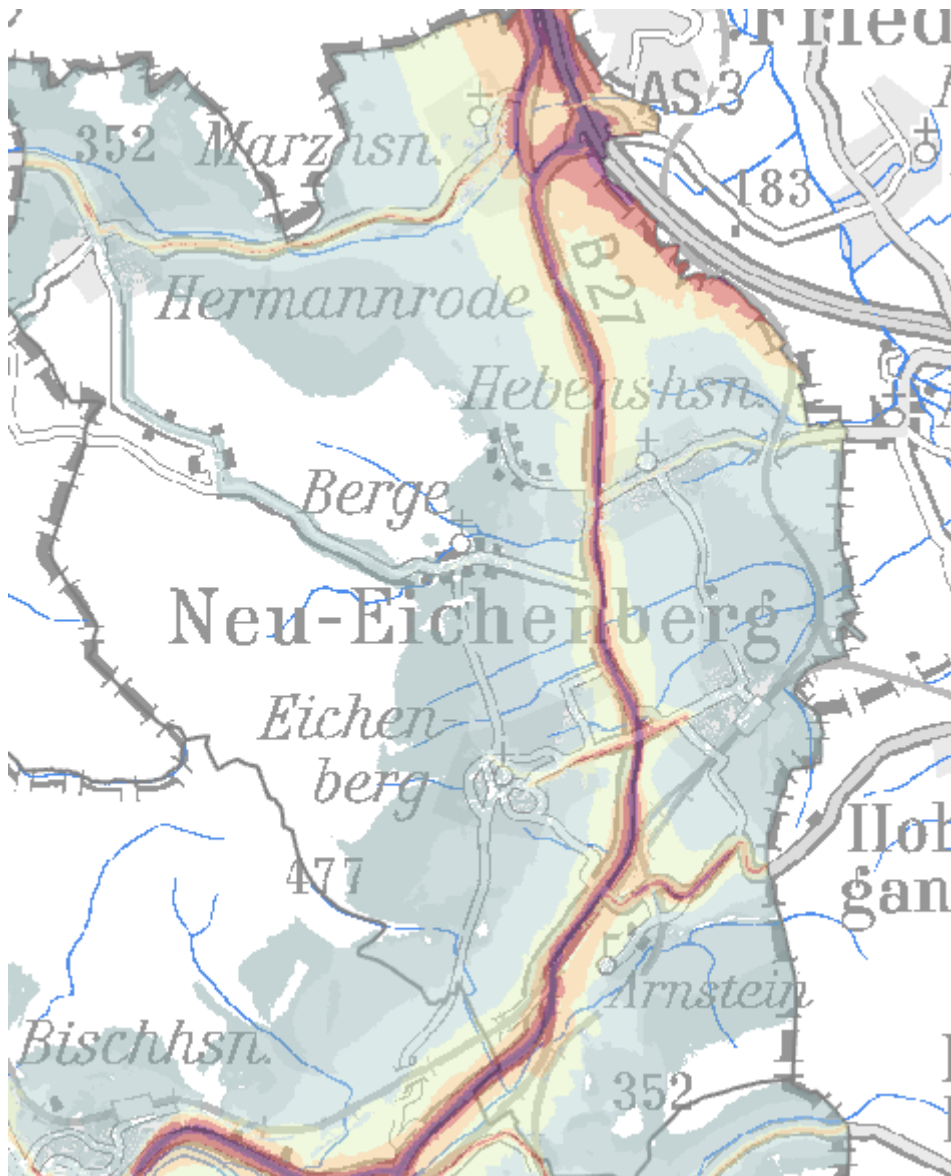 Fried
AS 3
352
Marzhsn.
183
B 27
Hermannrode
Hebenshsn.
Berge
Neu-Eichenberg
Eichen-
berg
477
Hoh
gan
Arnstein
Bischhsn.
352